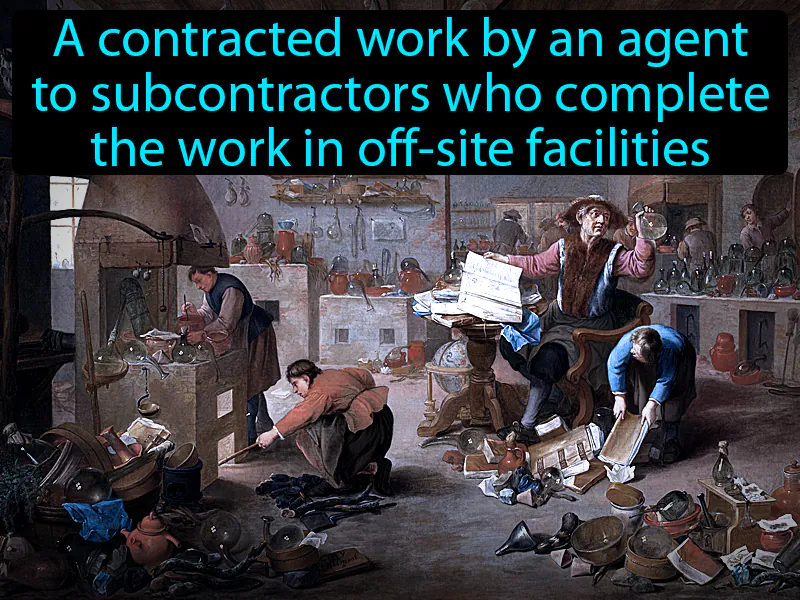 A contracted work by an agent
to subcontractors who complete
the work in off-site facilities